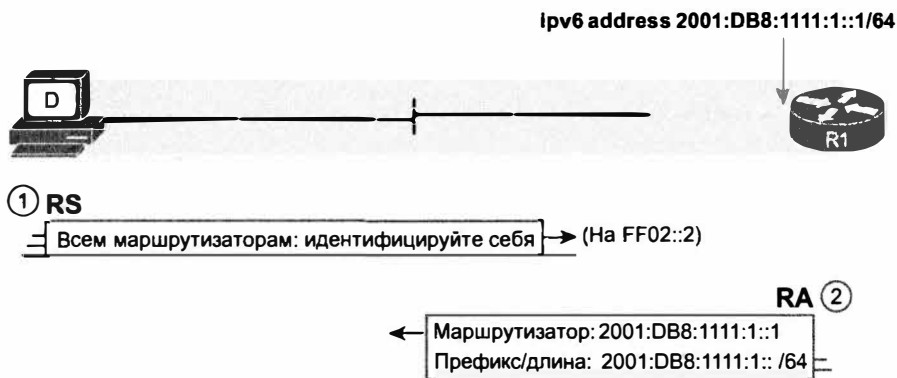 ipv6 address 2001:DB8:1111:1::1/64
D
R1
1 RS
Всем маршрутизаторам: идентифицируйте себя (На FF02::2)
RA 2
Маршрутизатор: 2001:DB8:1111:1::1
Префикс/длина: 2001:DB8:1111:1:: /64